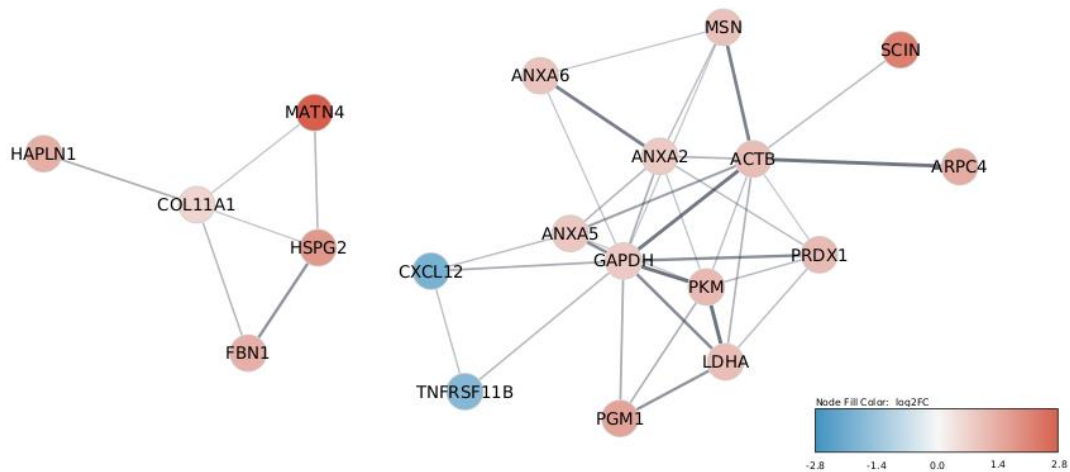 MSN
SCIN
ANXA6
MATN4
HAPLN1
ANXA2
ACTB
ARPC4
COL11A1
ANXA5
HSPG2
GAPDH
PRDX1
CXCL12
PKM
FBN1
LDHA
TNFRSF11B
PGM1
Node Fill Color: log2FC
-2.8 -1.4 0.0 1.4 2.8